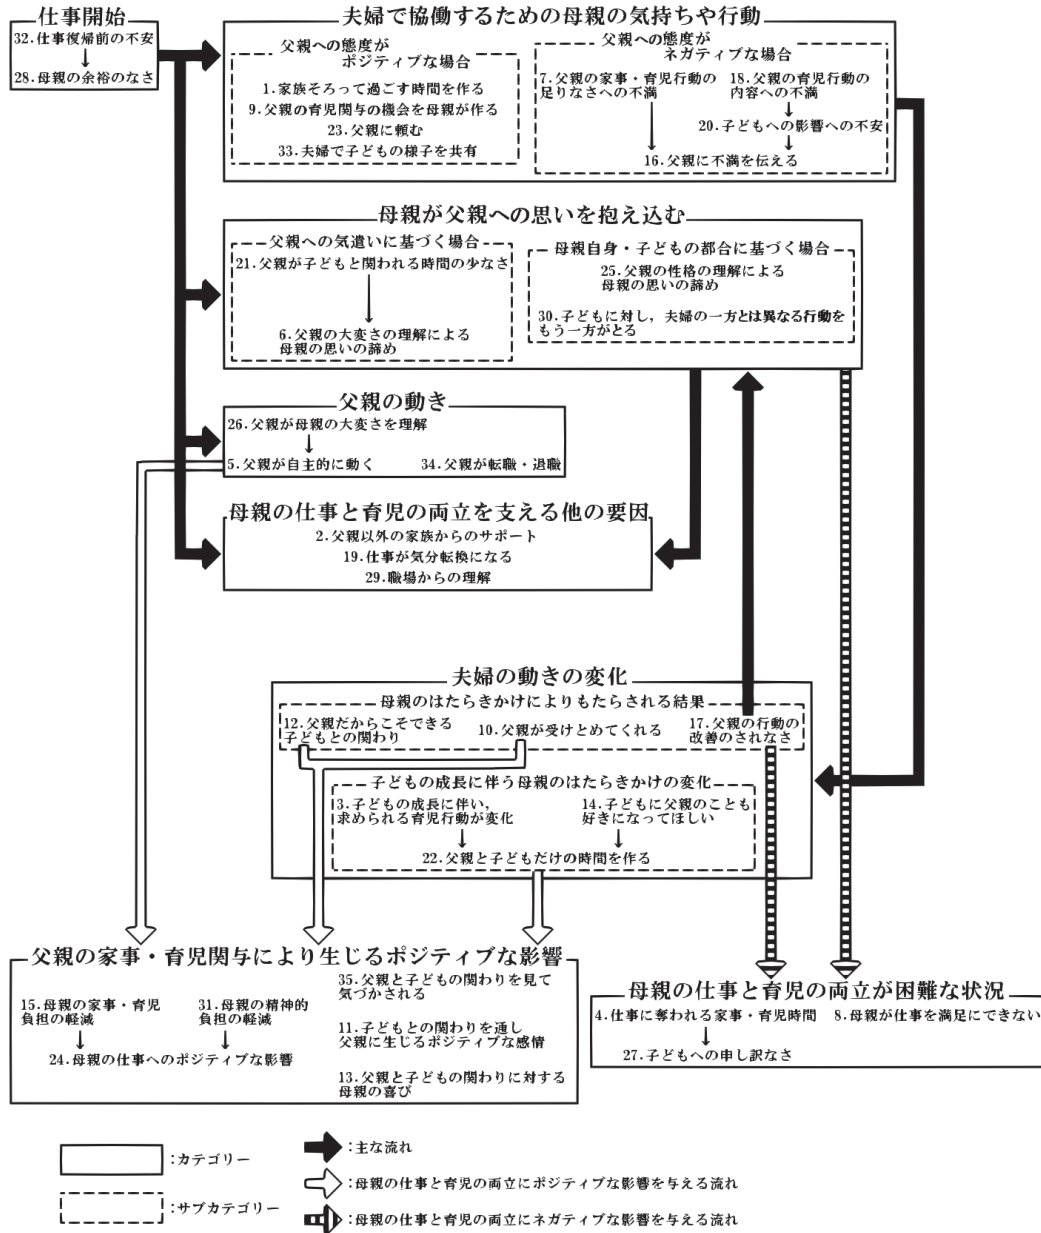 仕事開始
32.仕事復帰前の不安
28.母親の余裕のなさ
夫婦で協働するための母親の気持ちや行動
父親への態度が
ポジティブな場合
1.家族そろって過ごす時間を作る
9.父親の育児関与の機会を母親が作る
23.父親に頼む
33.夫婦で子どもの様子を共有
父親への態度が
ネガティブな場合
7.父親の家事・育児行動の
足りなさへの不満
18.父親の育児行動の
内容への不満
20.子どもへの影響への不安
16.父親に不満を伝える
母親が父親への思いを抱え込む
父親への気遣いに基づく場合
21.父親が子どもと関われる時間の少なさ
6.父親の大変さの理解による
母親の思いの諦め
母親自身・子どもの都合に基づく場合
25.父親の性格の理解による
母親の思いの諦め
30.子どもに対し，夫婦の一方とは異なる行動を
もう一方がとる
父親の動き
26.父親が母親の大変さを理解
5.父親が自主的に動く
34.父親が転職・退職
母親の仕事と育児の両立を支える他の要因
2.父親以外の家族からのサポート
19.仕事が気分転換になる
29.職場からの理解
夫婦の動きの変化
母親のはたらきかけによりもたらされる結果
12.父親だからこそできる
子どもとの関わり
10.父親が受けとめてくれる
17.父親の行動の
改善のされなさ
子どもの成長に伴う母親のはたらきかけの変化
3.子どもの成長に伴い，
求められる育児行動が変化
14.子どもに父親のことも
好きになってほしい
22.父親と子どもだけの時間を作る
父親の家事・育児関与により生じるポジティブな影響
15.母親の家事・育児
負担の軽減
31.母親の精神的
負担の軽減
24.母親の仕事へのポジティブな影響
35.父親と子どもの関わりを見て
気づかされる
11.子どもとの関わりを通し
父親に生じるポジティブな感情
13.父親と子どもの関わりに対する
母親の喜び
母親の仕事と育児の両立が困難な状況
4.仕事に奪われる家事・育児時間
8.母親が仕事を満足にできない
27.子どもへの申し訳なさ
:カテゴリー
:サブカテゴリー
:主な流れ
:母親の仕事と育児の両立にポジティブな影響を与える流れ
:母親の仕事と育児の両立にネガティブな影響を与える流れ